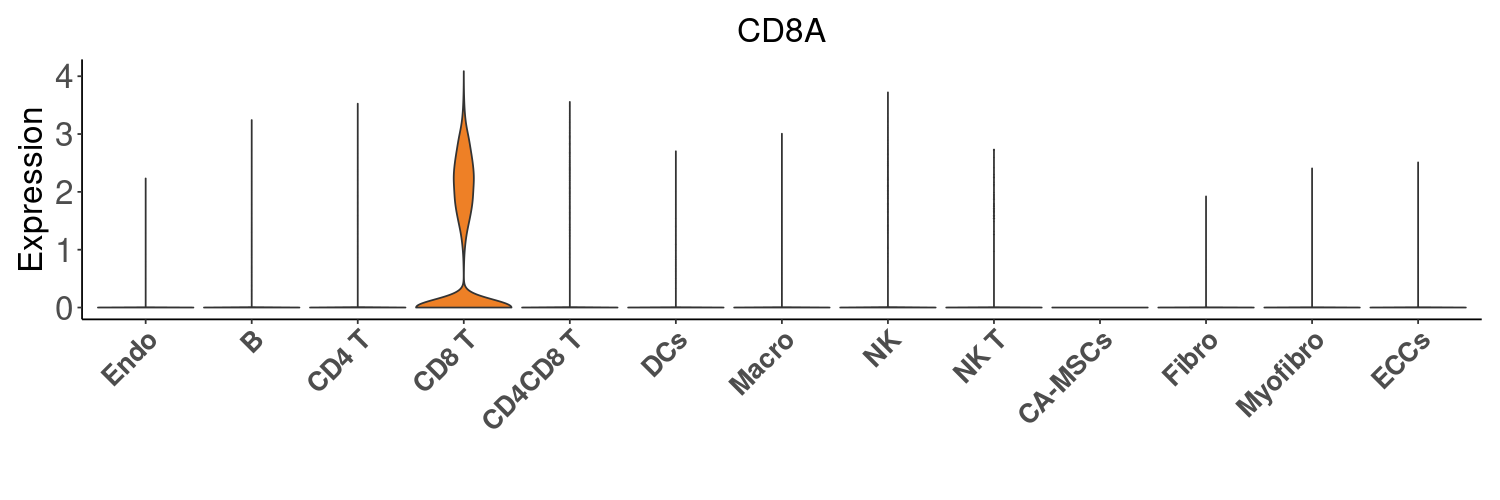 CD8A
Expression
4
3
2
1
0
Endo
B
CD4 T
CD8 T
CD4CD8 T
DCs
Macro
NK
NK T
CA-MSCs
Fibro
Myofibro
ECCs